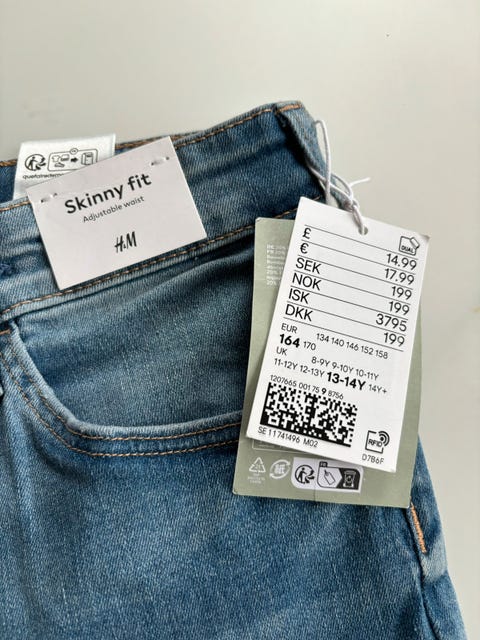 Skinny fit
Adjustable waist
H&M
DUAL
£ 14.99
€ 17.99
SEK 199
NOK 199
ISK 3795
DKK 199
EUR 134 140 146 152 158
164 170
UK 8-9Y 9-10Y 10-11Y
11-12Y 12-13Y 13-14Y 14Y+
1207665 001 75 9 8756
SE 11741496 M02
RFID
D7B6F